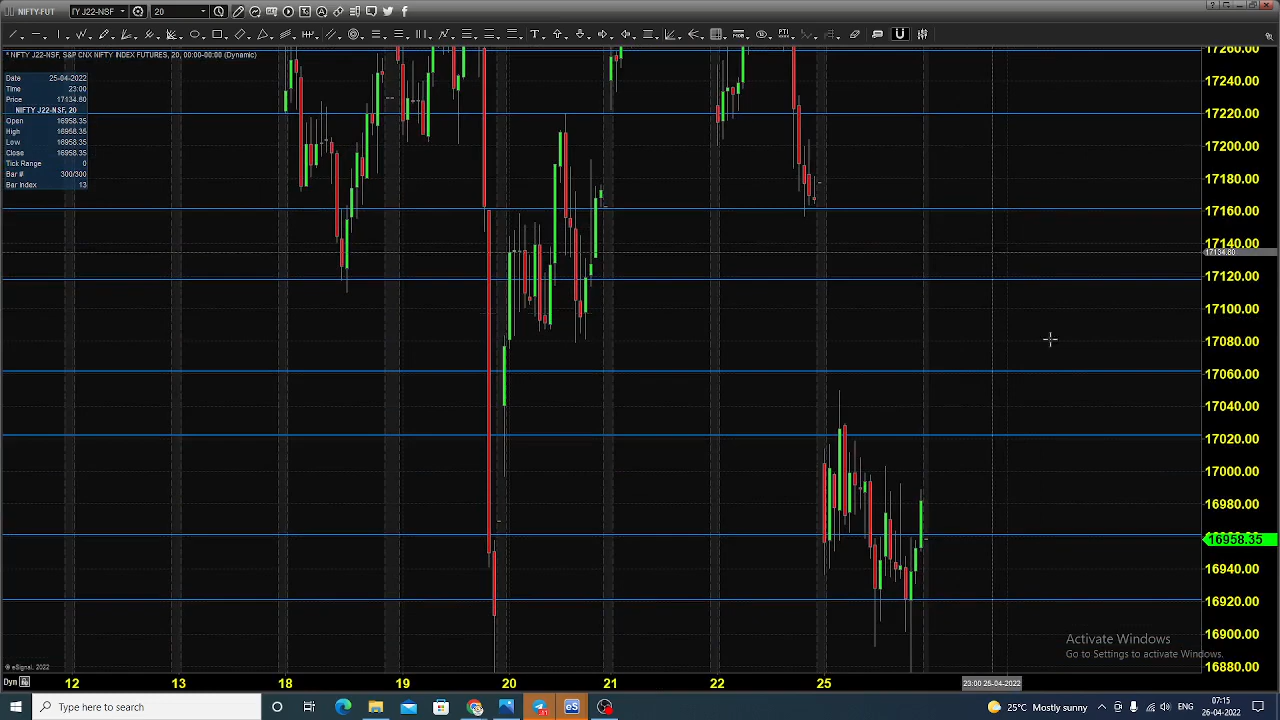 NIFTY-FUT
TY J22-NSF
20
* NIFTY J22-NSF, S&P CNX NIFTY INDEX FUTURES, 20, 00:00-00:00 (Dynamic)
Date 25-04-2022
Time 23:00
Price 17134.80
NIFTY J22-NSF, 20
Open 16958.35
High 16958.35
Low 16958.35
Close 16958.35
Tick Range 0
Bar # 300/300
Bar Index 13
17260.00
17240.00
17220.00
17200.00
17180.00
17160.00
17140.00
17134.80
17120.00
17100.00
17080.00
17060.00
17040.00
17020.00
17000.00
16980.00
16958.35
16940.00
16920.00
16900.00
16880.00
Activate Windows
Go to Settings to activate Windows.
© eSignal, 2022
Dyn
12
13
18
19
20
21
22
25
Type here to search
25°C Mostly sunny
ENG
07:15
26-04-2022